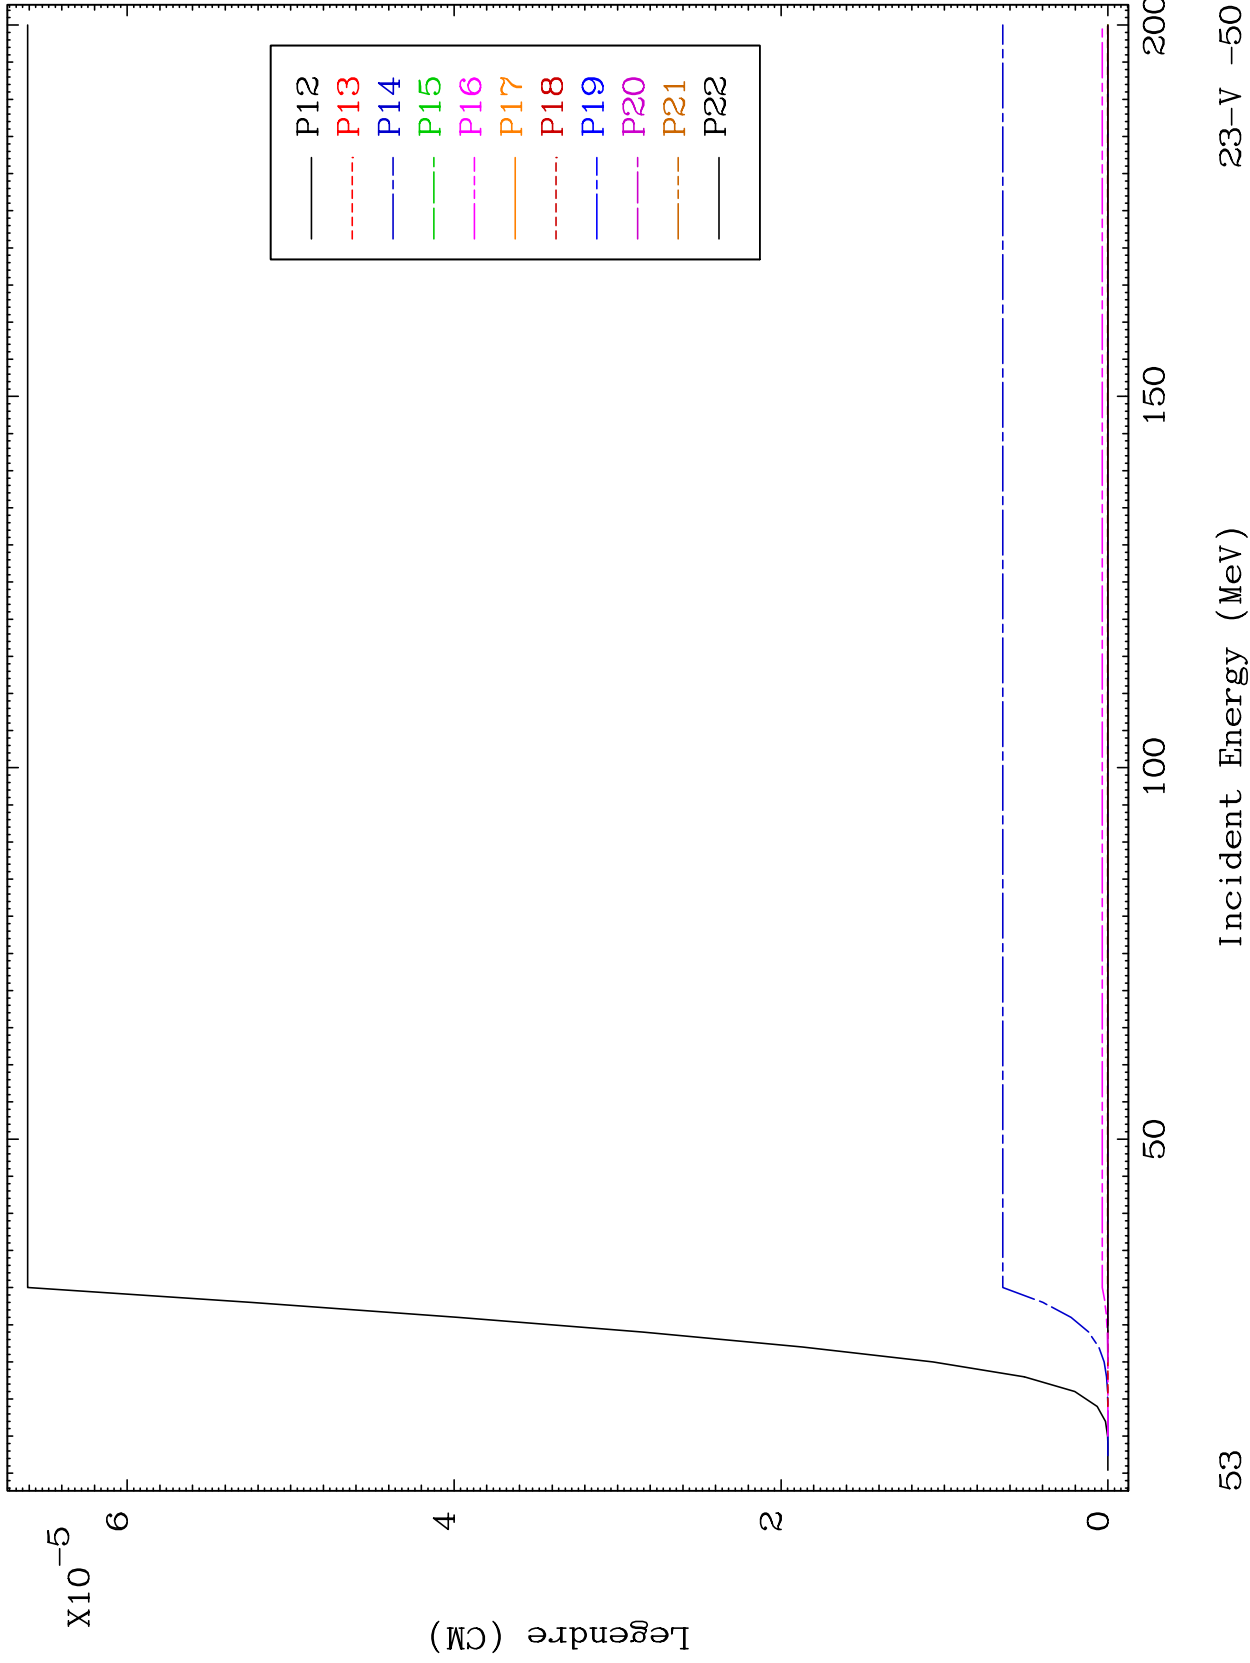 X10-5
6
4
2
0
Legendre (CM)
P12
P13
P14
P15
P16
P17
P18
P19
P20
P21
P22
50
100
150
200
Incident Energy (MeV)
53
23-V -50